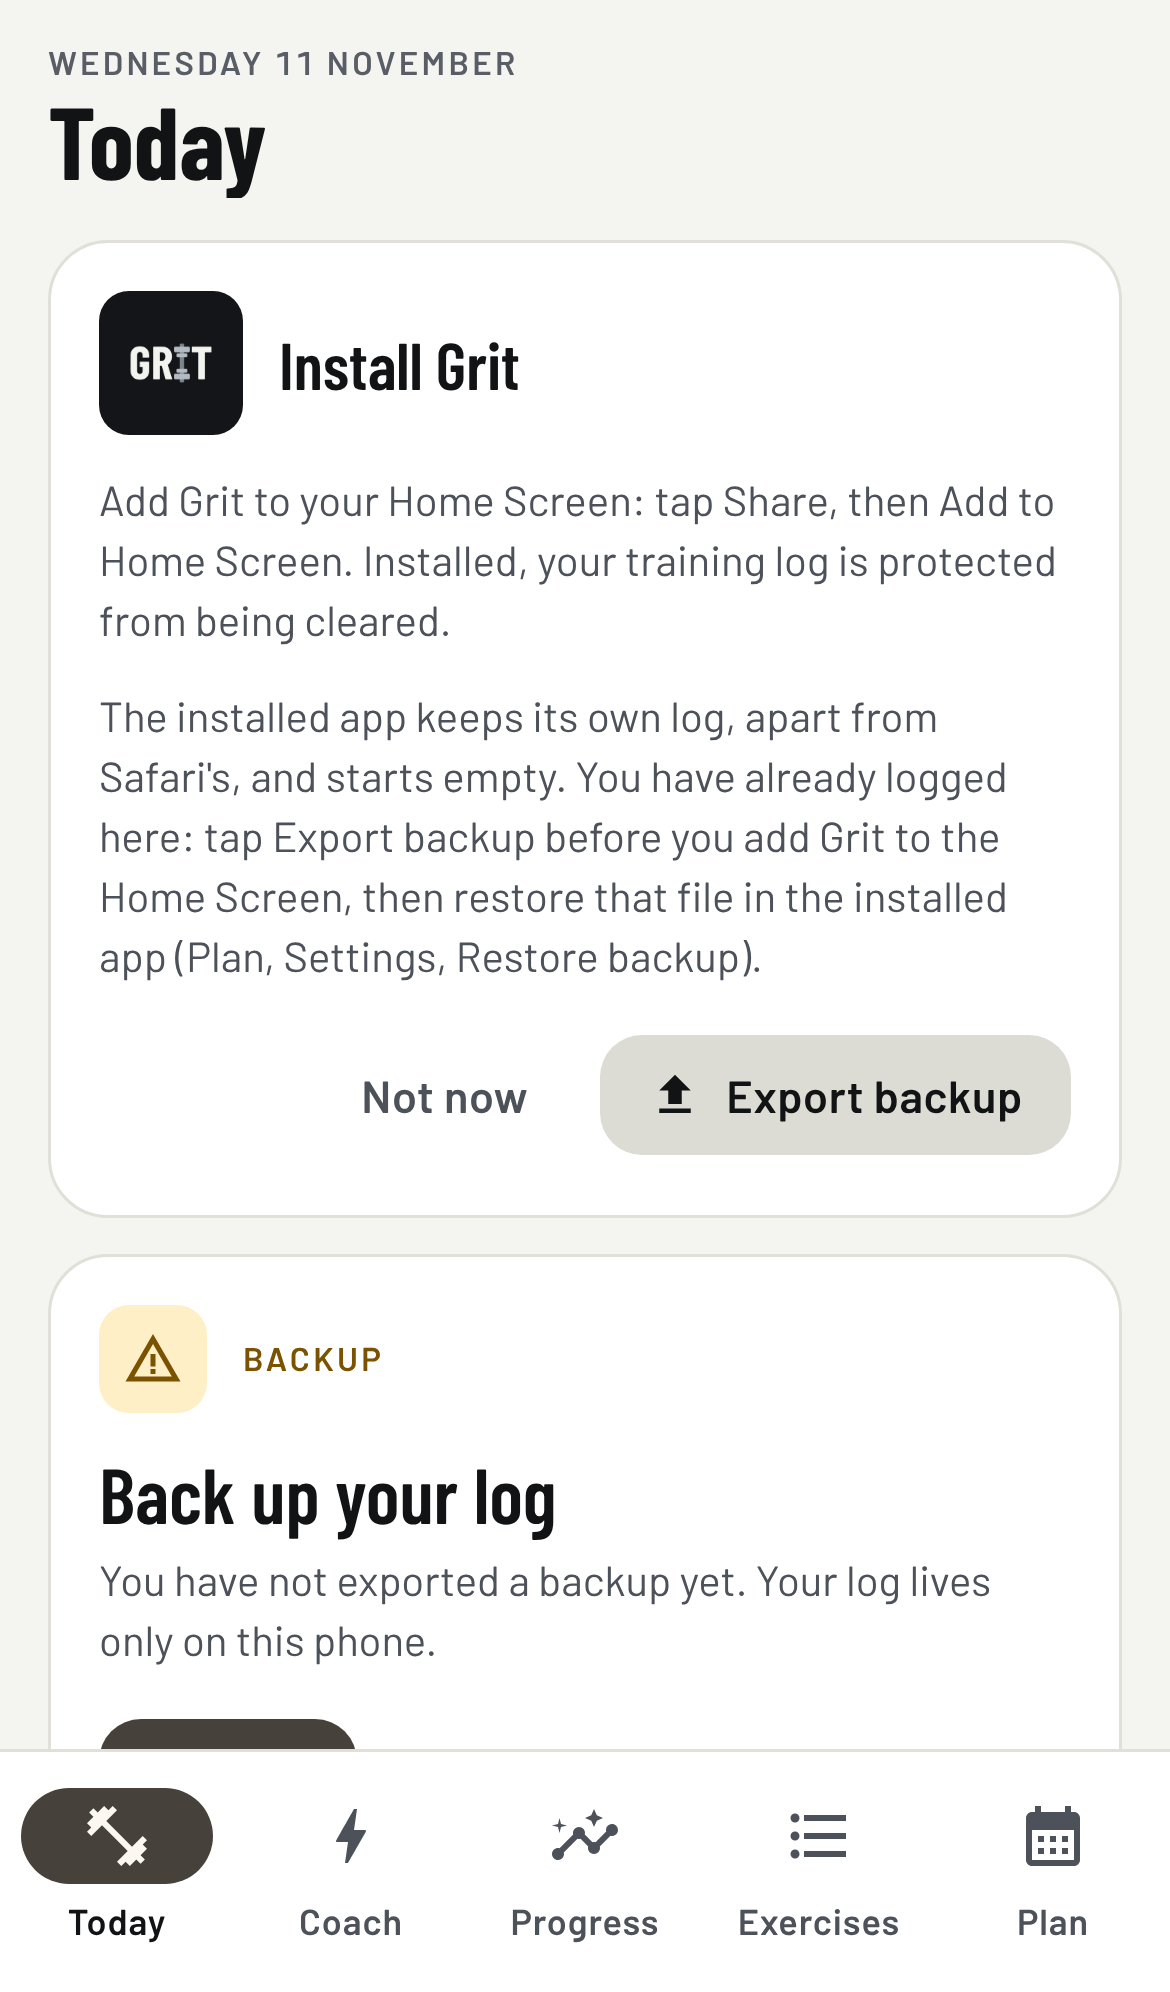 WEDNESDAY 11 NOVEMBER
Today
GRIT
Install Grit
Add Grit to your Home Screen: tap Share, then Add to
Home Screen. Installed, your training log is protected
from being cleared.
The installed app keeps its own log, apart from
Safari's, and starts empty. You have already logged
here: tap Export backup before you add Grit to the
Home Screen, then restore that file in the installed
app (Plan, Settings, Restore backup).
Not now
Export backup
BACKUP
Back up your log
You have not exported a backup yet. Your log lives
only on this phone.
Today
Coach
Progress
Exercises
Plan